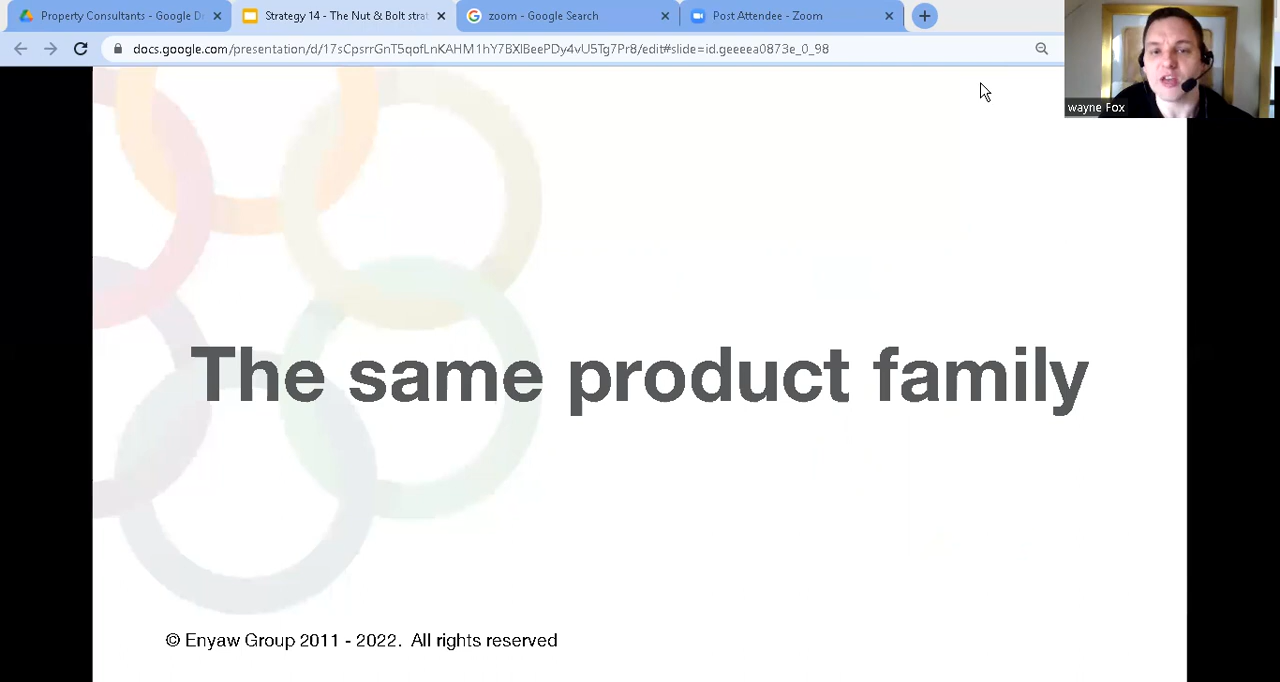 Property Consultants - Google Dr
Strategy 14 - The Nut & Bolt strat
zoom - Google Search
Post Attendee - Zoom
docs.google.com/presentation/d/17sCpsrrGnT5qofLnKAHM1hY7BXlBeePDy4vU5Tg7Pr8/edit#slide=id.geeeea0873e_0_98
wayne Fox
The same product family
© Enyaw Group 2011 - 2022. All rights reserved